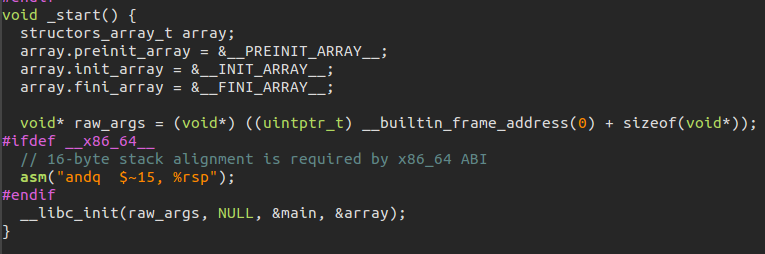 #endif
void _start() {
  structors_array_t array;
  array.preinit_array = &__PREINIT_ARRAY__;
  array.init_array = &__INIT_ARRAY__;
  array.fini_array = &__FINI_ARRAY__;

  void* raw_args = (void*) ((uintptr_t) __builtin_frame_address(0) + sizeof(void*));
#ifdef __x86_64__
  // 16-byte stack alignment is required by x86_64 ABI
  asm("andq  $~15, %rsp");
#endif
  __libc_init(raw_args, NULL, &main, &array);
}